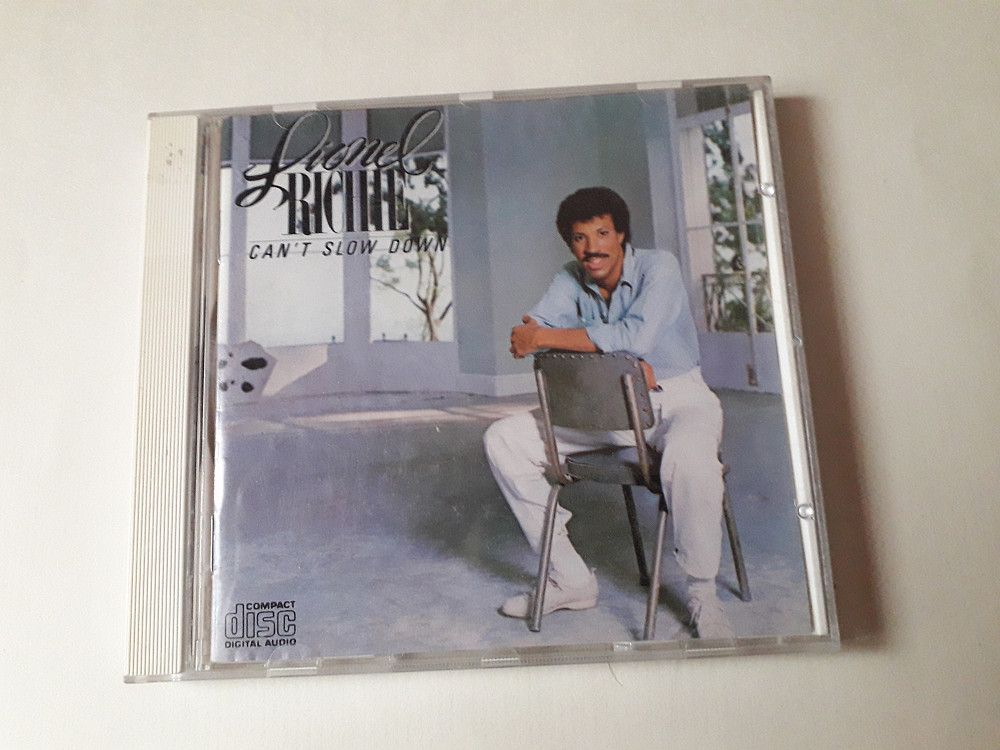 Lionel
RICHIE
CAN'T SLOW DOWN
COMPACT
disc
DIGITAL AUDIO